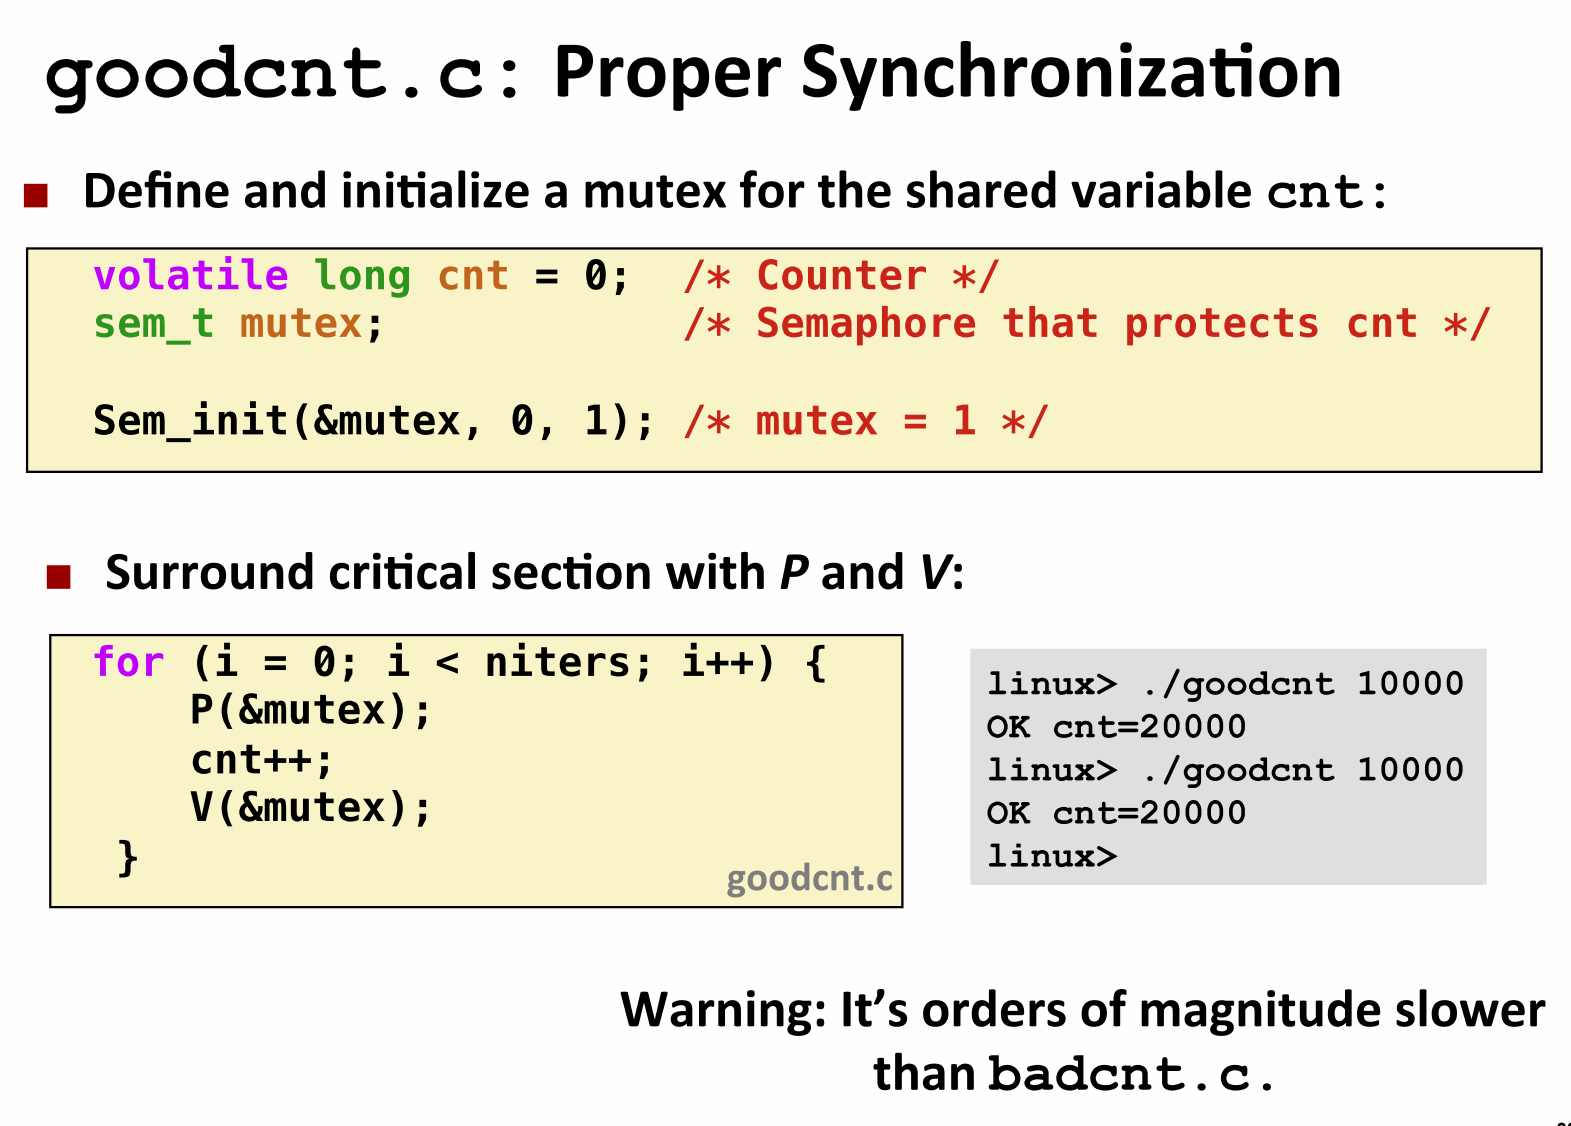 goodcnt.c: Proper Synchronization
■ Define and initialize a mutex for the shared variable cnt:
volatile long cnt = 0;  /* Counter */
sem_t mutex;            /* Semaphore that protects cnt */
Sem_init(&mutex, 0, 1); /* mutex = 1 */
■ Surround critical section with P and V:
for (i = 0; i < niters; i++) {
    P(&mutex);
    cnt++;
    V(&mutex);
 }
goodcnt.c
linux> ./goodcnt 10000
OK cnt=20000
linux> ./goodcnt 10000
OK cnt=20000
linux>
Warning: It’s orders of magnitude slower
than badcnt.c.